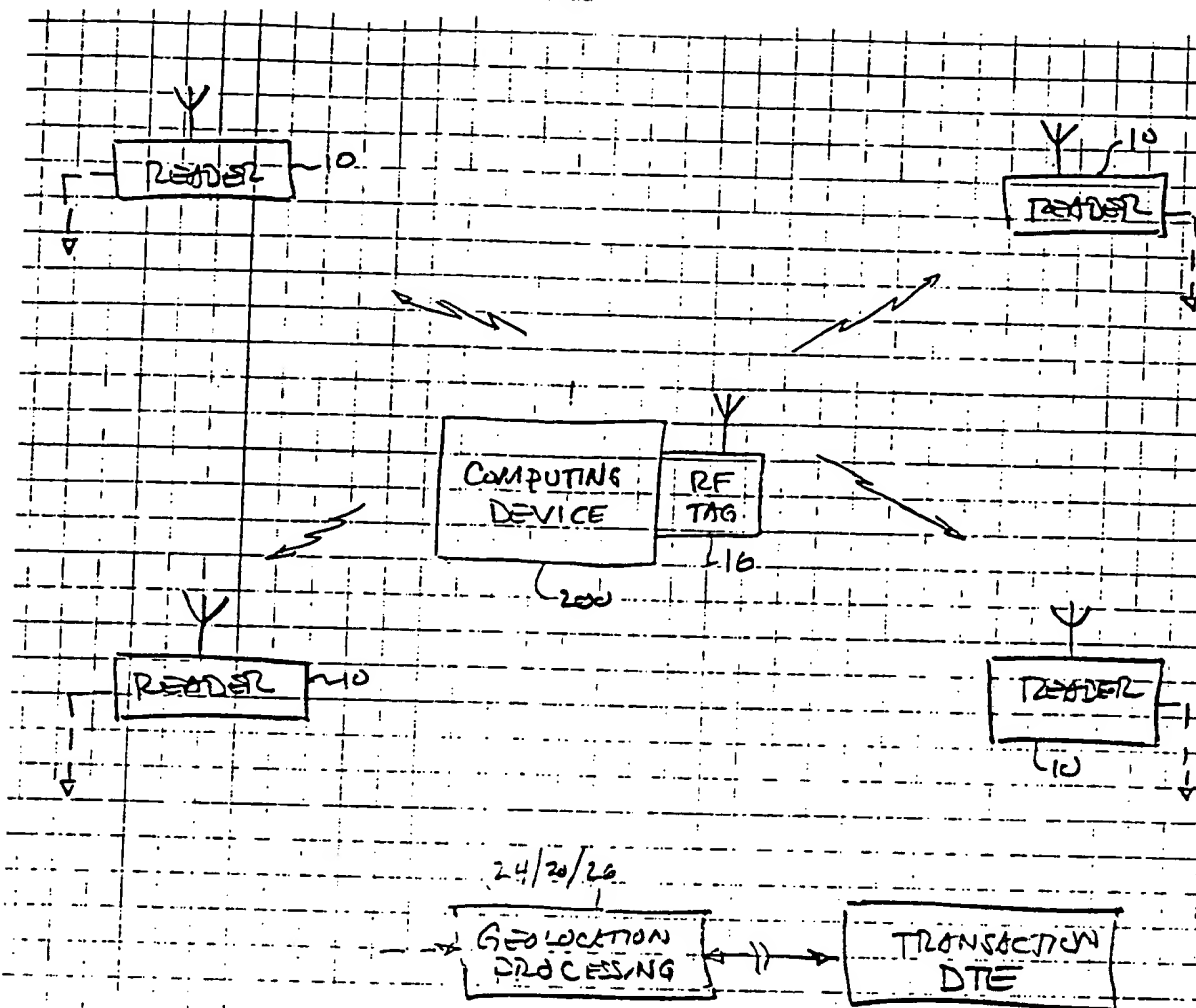 READER
10
10
READER
COMPUTING
DEVICE
RF
TAG
16
200
READER
10
READER
10
24/20/26
GEOLOCATION
PROCESSING
TRANSACTION
DTE